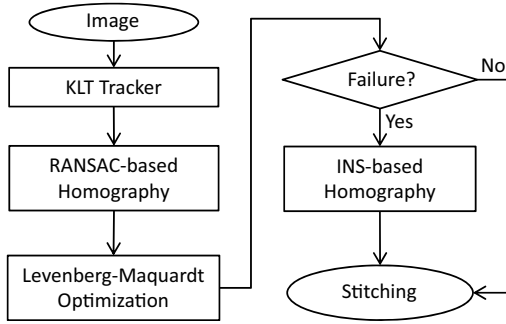 Image
KLT Tracker
RANSAC-based
Homography
Levenberg-Maquardt
Optimization
Failure?
No
Yes
INS-based
Homography
Stitching